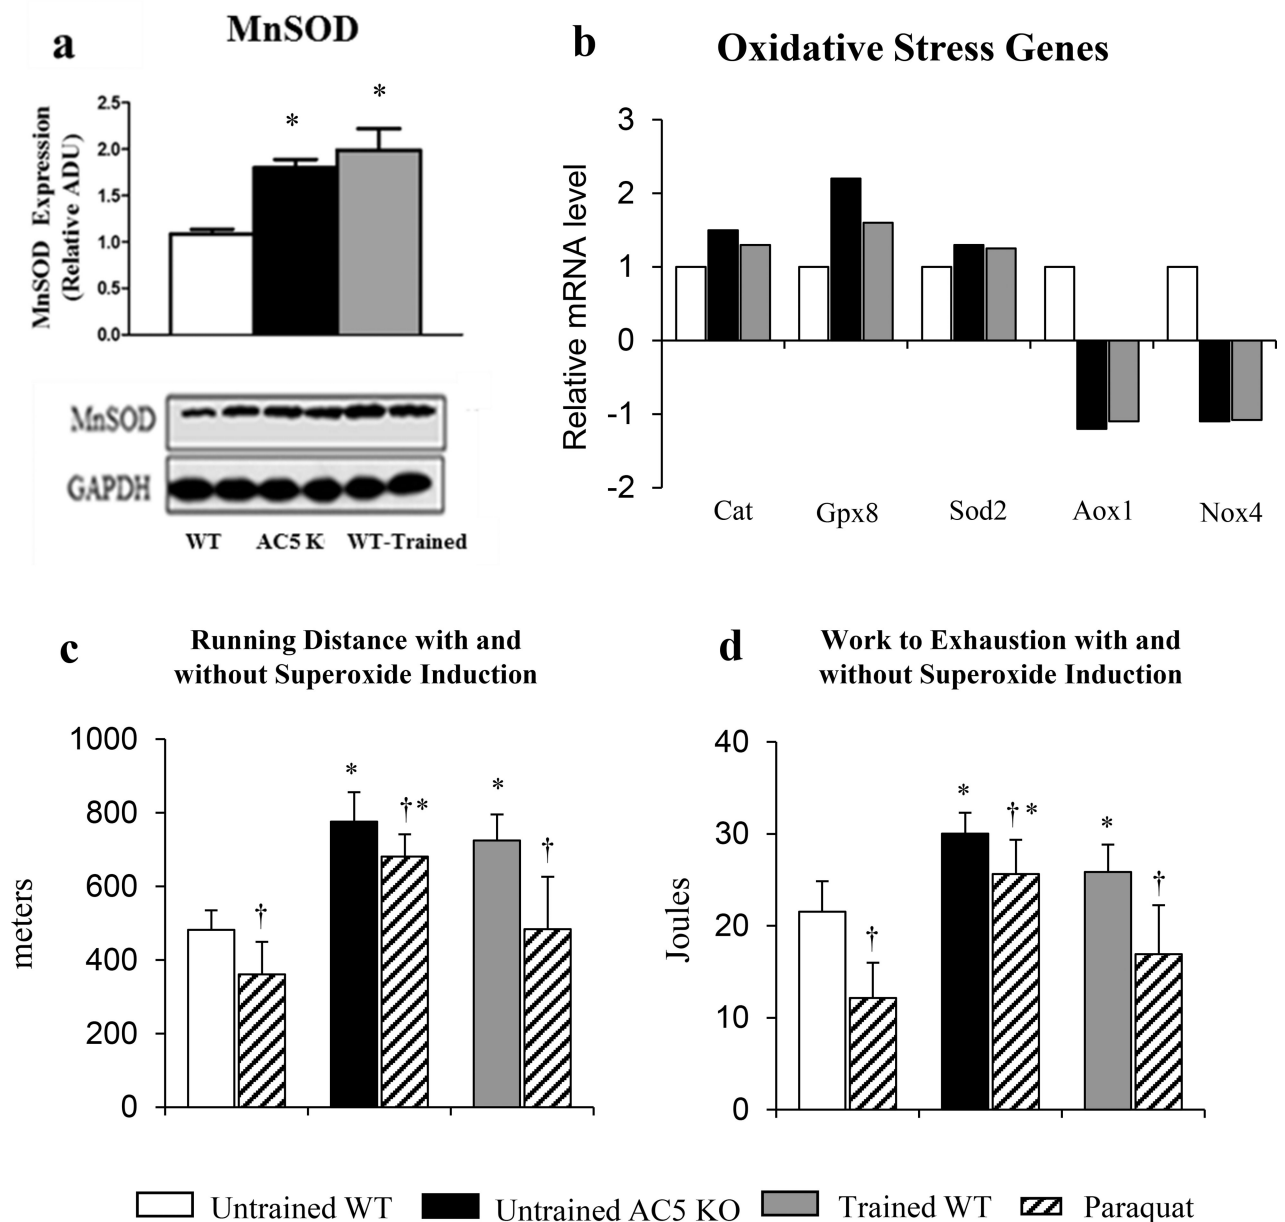 a
MnSOD
MnSOD Expression
(Relative ADU)
2.5
2.0
1.5
1.0
0.5
0.0
*
*
MnSOD
GAPDH
WT AC5 K WT-Trained
b
Oxidative Stress Genes
Relative mRNA level
3
2
1
0
-1
-2
Cat Gpx8 Sod2 Aox1 Nox4
c
Running Distance with and
without Superoxide Induction
meters
1000
800
600
400
200
0
†
*
†*
*
†
d
Work to Exhaustion with and
without Superoxide Induction
Joules
40
30
20
10
0
†
*
†*
*
†
Untrained WT Untrained AC5 KO Trained WT Paraquat